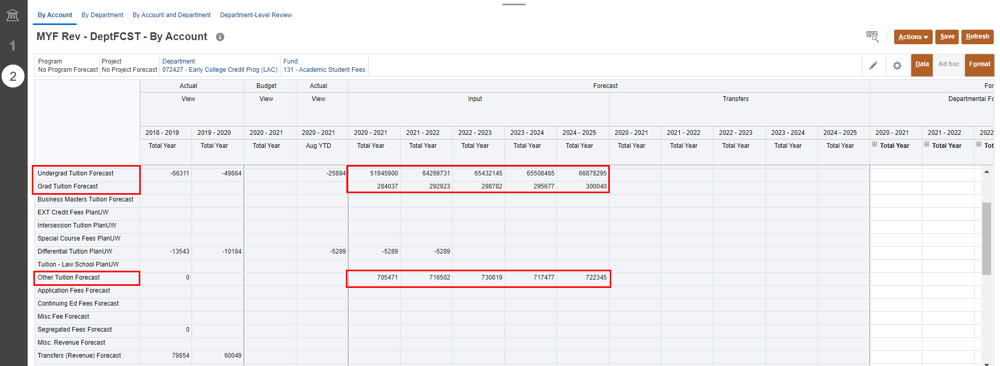 By Account By Department By Account and Department Department-Level Review
1
MYF Rev - DeptFCST - By Account
Actions Save Refresh
Program Project Department Fund
No Program Forecast No Project Forecast 072427 - Early College Credit Prog (LAC) 131 - Academic Student Fees
Data Ad hoc Format
2
Actual Budget Actual Forecast For
View View View Input Transfers Departmental Fo
2018 - 2019 2019 - 2020 2020 - 2021 2020 - 2021 2020 - 2021 2021 - 2022 2022 - 2023 2023 - 2024 2024 - 2025 2020 - 2021 2021 - 2022 2022 - 2023 2023 - 2024 2024 - 2025 2020 - 2021 2021 - 2022 2022
Total Year Total Year Total Year Aug YTD Total Year Total Year Total Year Total Year Total Year Total Year Total Year Total Year Total Year Total Year Total Year Total Year Tot
Undergrad Tuition Forecast -66311 -49864 -25894 51945900 64269731 65432145 65508465 66878295
Grad Tuition Forecast 284037 292923 298782 295677 300040
Business Masters Tuition Forecast
EXT Credit Fees PlanUW
Intersession Tuition PlanUW
Special Course Fees PlanUW
Differential Tuition PlanUW -13543 -10184 -5289 -5289 -5289
Tuition - Law School PlanUW
Other Tuition Forecast 0 705471 716502 730819 717477 722345
Application Fees Forecast
Continuing Ed Fees Forecast
Misc Fee Forecast
Segregated Fees Forecast 0
Misc. Revenue Forecast
Transfers (Revenue) Forecast 79854 60049